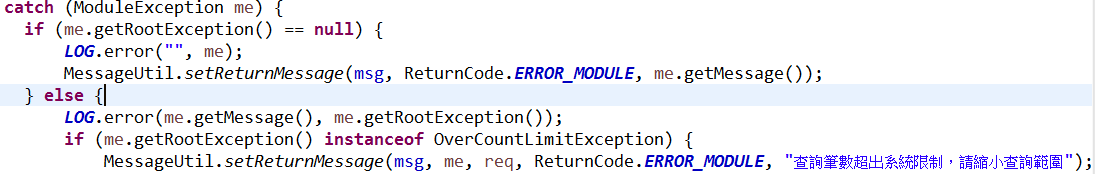 catch (ModuleException me) {
if (me.getRootException() == null) {
LOG.error("", me);
MessageUtil.setReturnMessage(msg, ReturnCode.ERROR_MODULE, me.getMessage());
} else {
LOG.error(me.getMessage(), me.getRootException());
if (me.getRootException() instanceof OverCountLimitException) {
MessageUtil.setReturnMessage(msg, me, req, ReturnCode.ERROR_MODULE, "查詢筆數超出系統限制，請縮小查詢範圍");